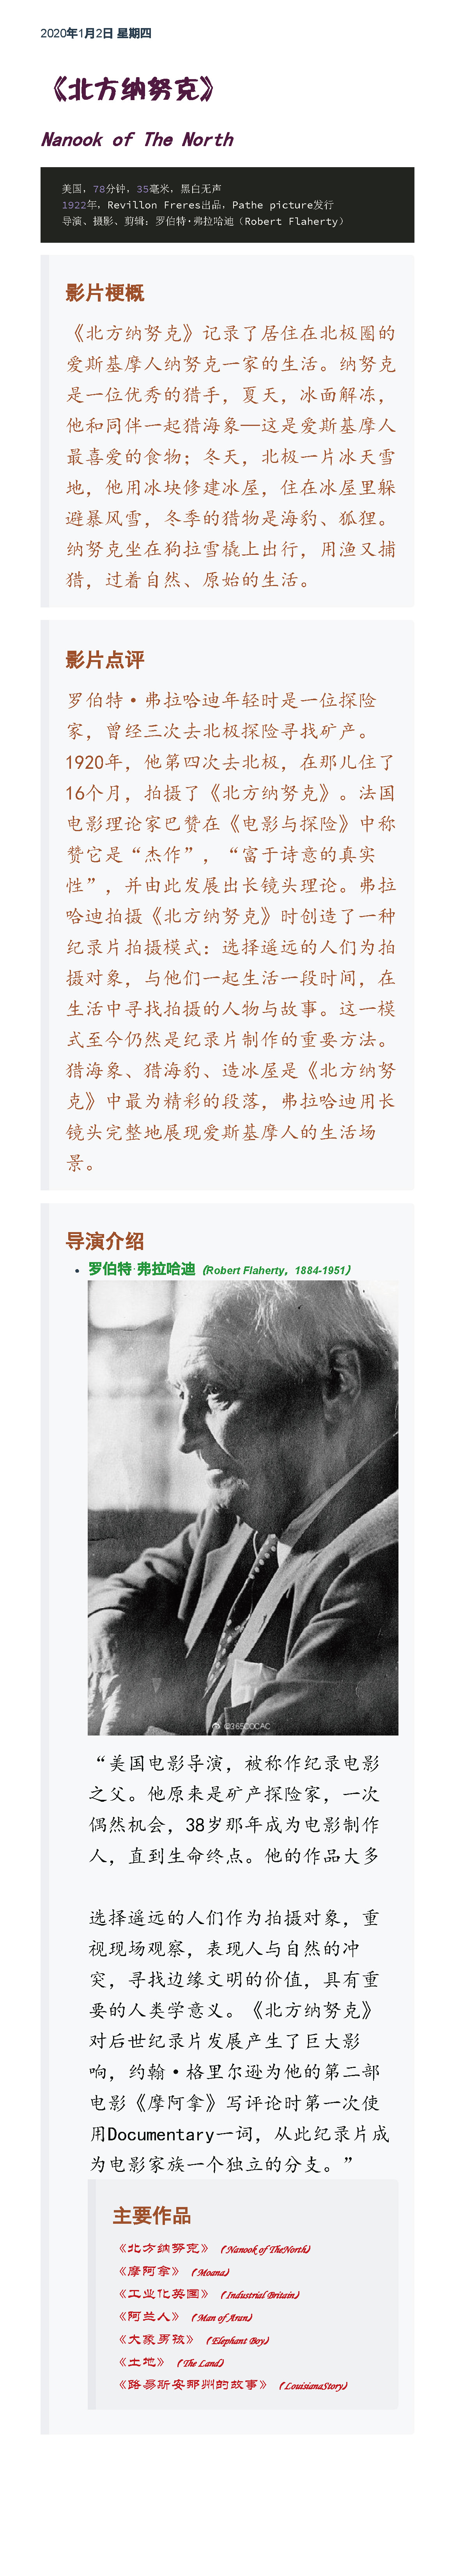 2020年1月2日 星期四
《北方纳努克》
Nanook of The North
美国，78分钟，35毫米，黑白无声
1922年，Revillon Freres出品，Pathe picture发行
导演、摄影、剪辑：罗伯特·弗拉哈迪（Robert Flaherty）
影片梗概
《北方纳努克》记录了居住在北极圈的
爱斯基摩人纳努克一家的生活。纳努克
是一位优秀的猎手，夏天，冰面解冻，
他和同伴一起猎海象—这是爱斯基摩人
最喜爱的食物；冬天，北极一片冰天雪
地，他用冰块修建冰屋，住在冰屋里躲
避暴风雪，冬季的猎物是海豹、狐狸。
纳努克坐在狗拉雪橇上出行，用渔叉捕
猎，过着自然、原始的生活。
影片点评
罗伯特·弗拉哈迪年轻时是一位探险
家，曾经三次去北极探险寻找矿产。
1920年，他第四次去北极，在那儿住了
16个月，拍摄了《北方纳努克》。法国
电影理论家巴赞在《电影与探险》中称
赞它是“杰作”，“富于诗意的真实
性”，并由此发展出长镜头理论。弗拉
哈迪拍摄《北方纳努克》时创造了一种
纪录片拍摄模式：选择遥远的人们为拍
摄对象，与他们一起生活一段时间，在
生活中寻找拍摄的人物与故事。这一模
式至今仍然是纪录片制作的重要方法。
猎海象、猎海豹、造冰屋是《北方纳努
克》中最为精彩的段落，弗拉哈迪用长
镜头完整地展现爱斯基摩人的生活场
景。
导演介绍
罗伯特·弗拉哈迪（Robert Flaherty，1884-1951）
@365COCAC
“美国电影导演，被称作纪录电影
之父。他原来是矿产探险家，一次
偶然机会，38岁那年成为电影制作
人，直到生命终点。他的作品大多
选择遥远的人们作为拍摄对象，重
视现场观察，表现人与自然的冲
突，寻找边缘文明的价值，具有重
要的人类学意义。《北方纳努克》
对后世纪录片发展产生了巨大影
响，约翰·格里尔逊为他的第二部
电影《摩阿拿》写评论时第一次使
用Documentary一词，从此纪录片成
为电影家族一个独立的分支。”
主要作品
《北方纳努克》（Nanook of TheNorth）
《摩阿拿》（Moana）
《工业化英国》（Industrial Britain）
《阿兰人》（Man of Aran）
《大象男孩》（Elephant Boy）
《土地》（The Land）
《路易斯安那州的故事》（LouisianaStory）